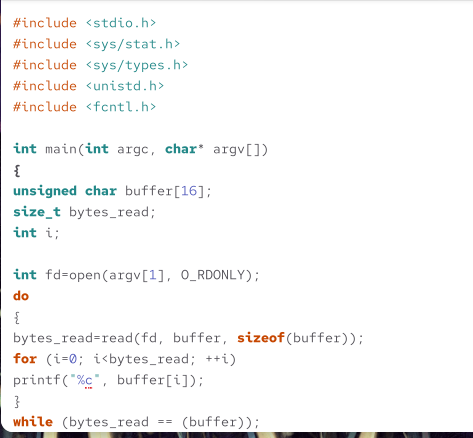 #include <stdio.h>
#include <sys/stat.h>
#include <sys/types.h>
#include <unistd.h>
#include <fcntl.h>

int main(int argc, char* argv[])
{
unsigned char buffer[16];
size_t bytes_read;
int i;

int fd=open(argv[1], O_RDONLY);
do
{
bytes_read=read(fd, buffer, sizeof(buffer));
for (i=0; i<bytes_read; ++i)
printf("%c", buffer[i]);
}
while (bytes_read == (buffer));